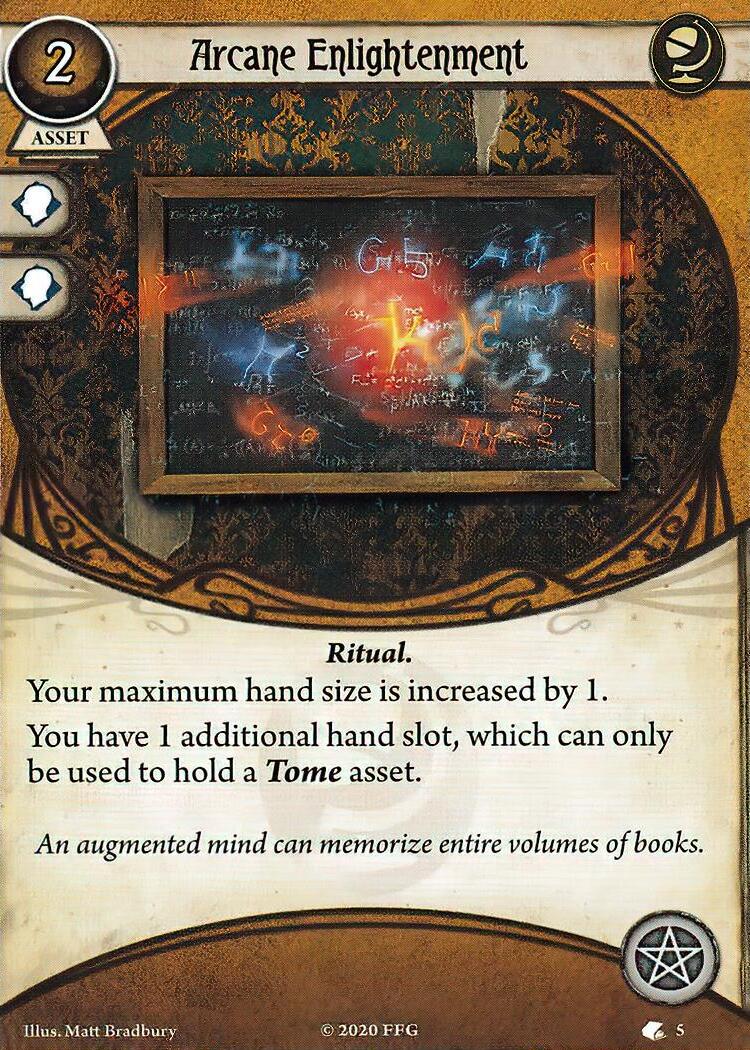 2
Arcane Enlightenment
ASSET
Ritual.
Your maximum hand size is increased by 1.
You have 1 additional hand slot, which can only
be used to hold a Tome asset.
An augmented mind can memorize entire volumes of books.
Illus. Matt Bradbury
© 2020 FFG
5